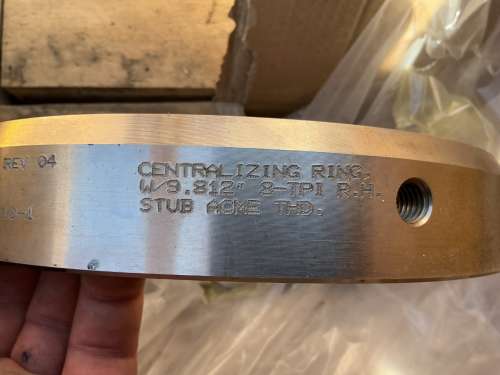 REV 04
CENTRALIZING RING,
W/9.812" 8-TPI R.H.
STUB ACME THD.